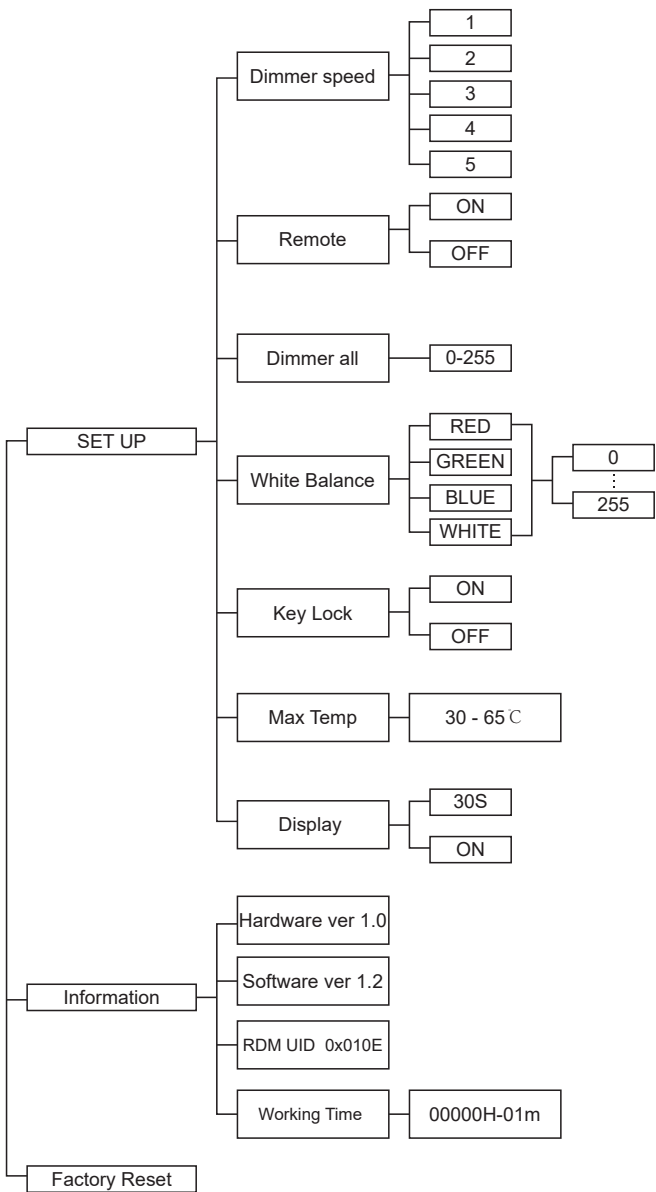 Dimmer speed
1
2
3
4
5
Remote
ON
OFF
Dimmer all
0-255
SET UP
White Balance
RED
GREEN
BLUE
WHITE
0
255
Key Lock
ON
OFF
Max Temp
30 - 65℃
Display
30S
ON
Information
Hardware ver 1.0
Software ver 1.2
RDM UID 0x010E
Working Time
00000H-01m
Factory Reset